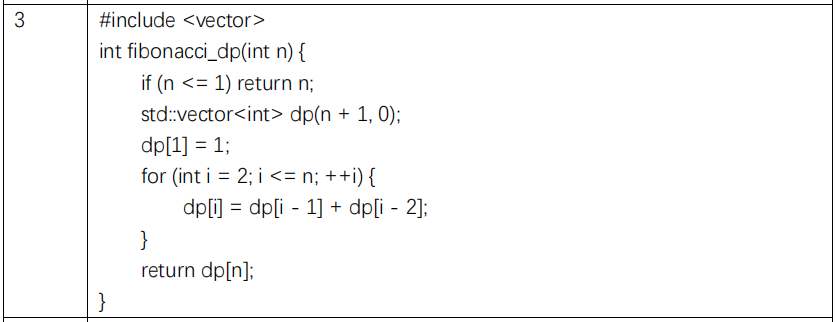 3
#include <vector>
int fibonacci_dp(int n) {
    if (n <= 1) return n;
    std::vector<int> dp(n + 1, 0);
    dp[1] = 1;
    for (int i = 2; i <= n; ++i) {
        dp[i] = dp[i - 1] + dp[i - 2];
    }
    return dp[n];
}